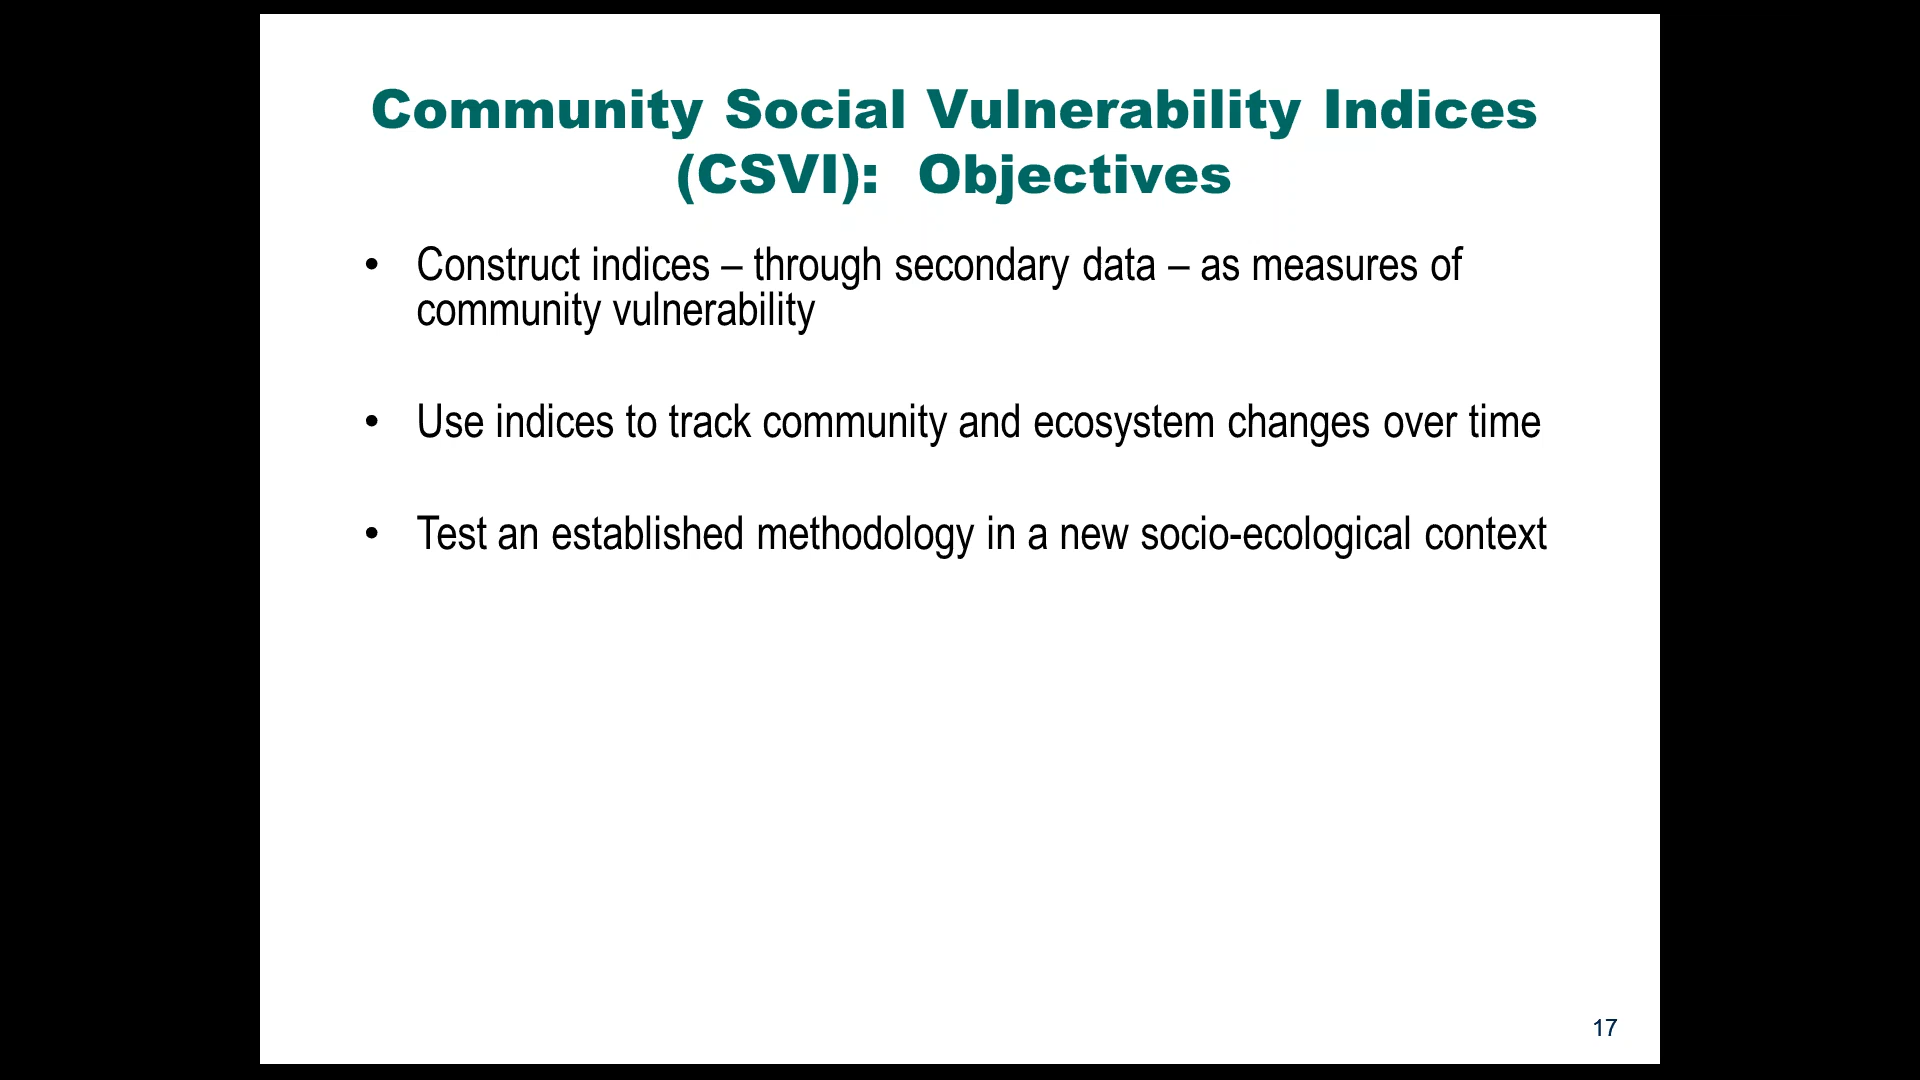 Community Social Vulnerability Indices
(CSVI): Objectives
• Construct indices – through secondary data – as measures of
community vulnerability
• Use indices to track community and ecosystem changes over time
• Test an established methodology in a new socio-ecological context
17